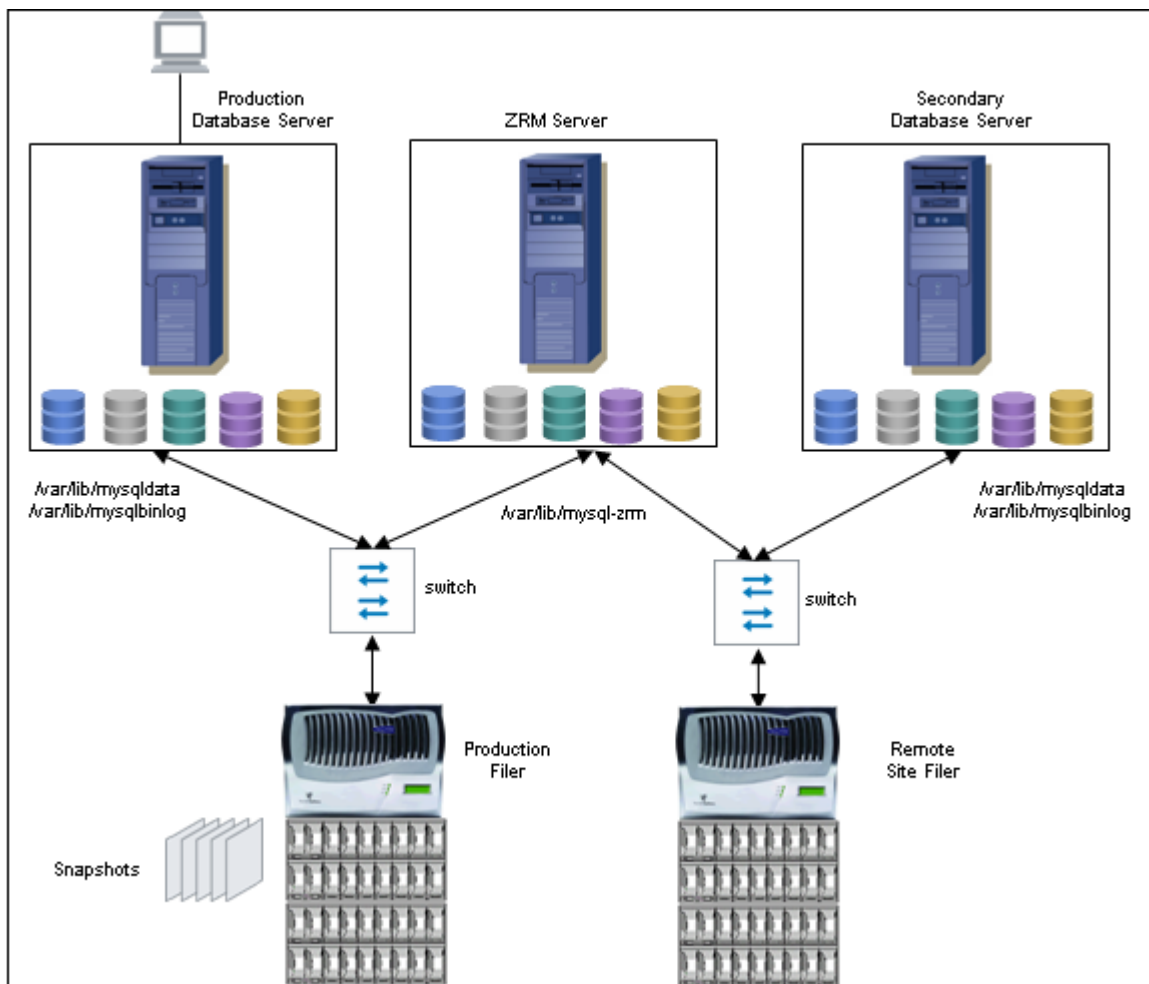 Production
Database Server
ZRM Server
Secondary
Database Server
/var/lib/mysqldata
/var/lib/mysqlbinlog
/var/lib/mysql-zrm
/var/lib/mysqldata
/var/lib/mysqlbinlog
switch
switch
Production
Filer
Remote
Site Filer
Snapshots